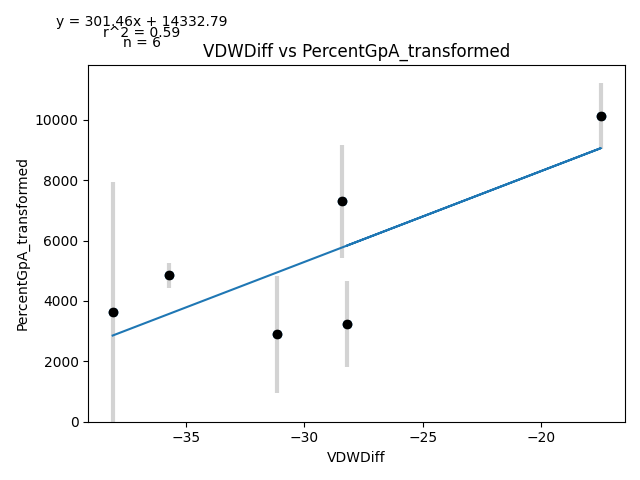 y = 301.46x + 14332.79
r^2 = 0.59
n = 6
VDWDiff vs PercentGpA_transformed
10000
8000
6000
4000
2000
0
PercentGpA_transformed
−35
−30
−25
−20
VDWDiff